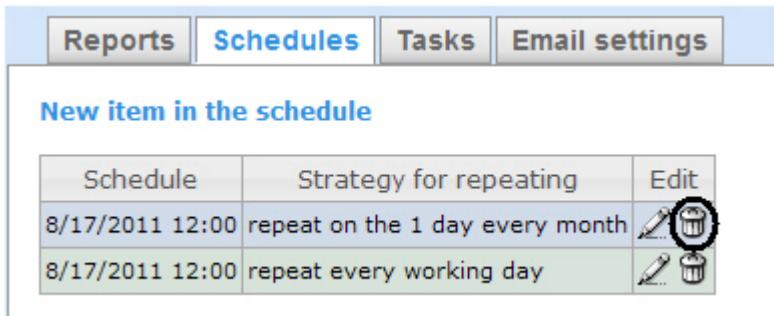 Reports Schedules Tasks Email settings
New item in the schedule
Schedule Strategy for repeating Edit
8/17/2011 12:00 repeat on the 1 day every month
8/17/2011 12:00 repeat every working day